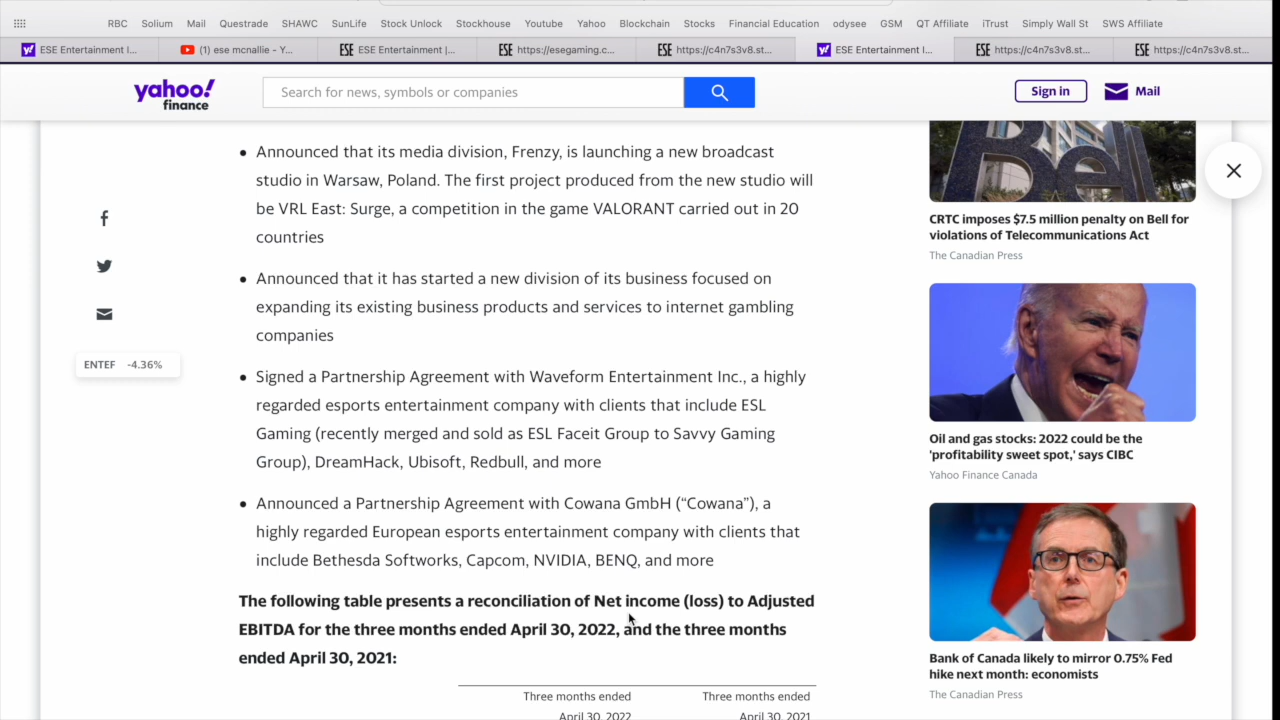 RBC Solium Mail Questrade SHAWC SunLife Stock Unlock Stockhouse Youtube Yahoo Blockchain Stocks Financial Education odysee GSM QT Affiliate iTrust Simply Wall St SWS Affiliate
ESE Entertainment I... (1) ese mcnallie - Y... ESE ESE Entertainment |... ESE https://esegaming.c... ESE https://c4n7s3v8.st... ESE Entertainment I... ESE https://c4n7s3v8.st... ESE https://c4n7s3v8.st...
yahoo!
finance
Search for news, symbols or companies
Sign in
Mail
• Announced that its media division, Frenzy, is launching a new broadcast
studio in Warsaw, Poland. The first project produced from the new studio will
be VRL East: Surge, a competition in the game VALORANT carried out in 20
countries
• Announced that it has started a new division of its business focused on
expanding its existing business products and services to internet gambling
companies
• Signed a Partnership Agreement with Waveform Entertainment Inc., a highly
regarded esports entertainment company with clients that include ESL
Gaming (recently merged and sold as ESL Faceit Group to Savvy Gaming
Group), DreamHack, Ubisoft, Redbull, and more
• Announced a Partnership Agreement with Cowana GmbH (“Cowana”), a
highly regarded European esports entertainment company with clients that
include Bethesda Softworks, Capcom, NVIDIA, BENQ, and more
The following table presents a reconciliation of Net income (loss) to Adjusted
EBITDA for the three months ended April 30, 2022, and the three months
ended April 30, 2021:
Three months ended Three months ended
April 30, 2022 April 30, 2021
ENTEF -4.36%
Bell
CRTC imposes $7.5 million penalty on Bell for
violations of Telecommunications Act
The Canadian Press
Oil and gas stocks: 2022 could be the
'profitability sweet spot,' says CIBC
Yahoo Finance Canada
Bank of Canada likely to mirror 0.75% Fed
hike next month: economists
The Canadian Press